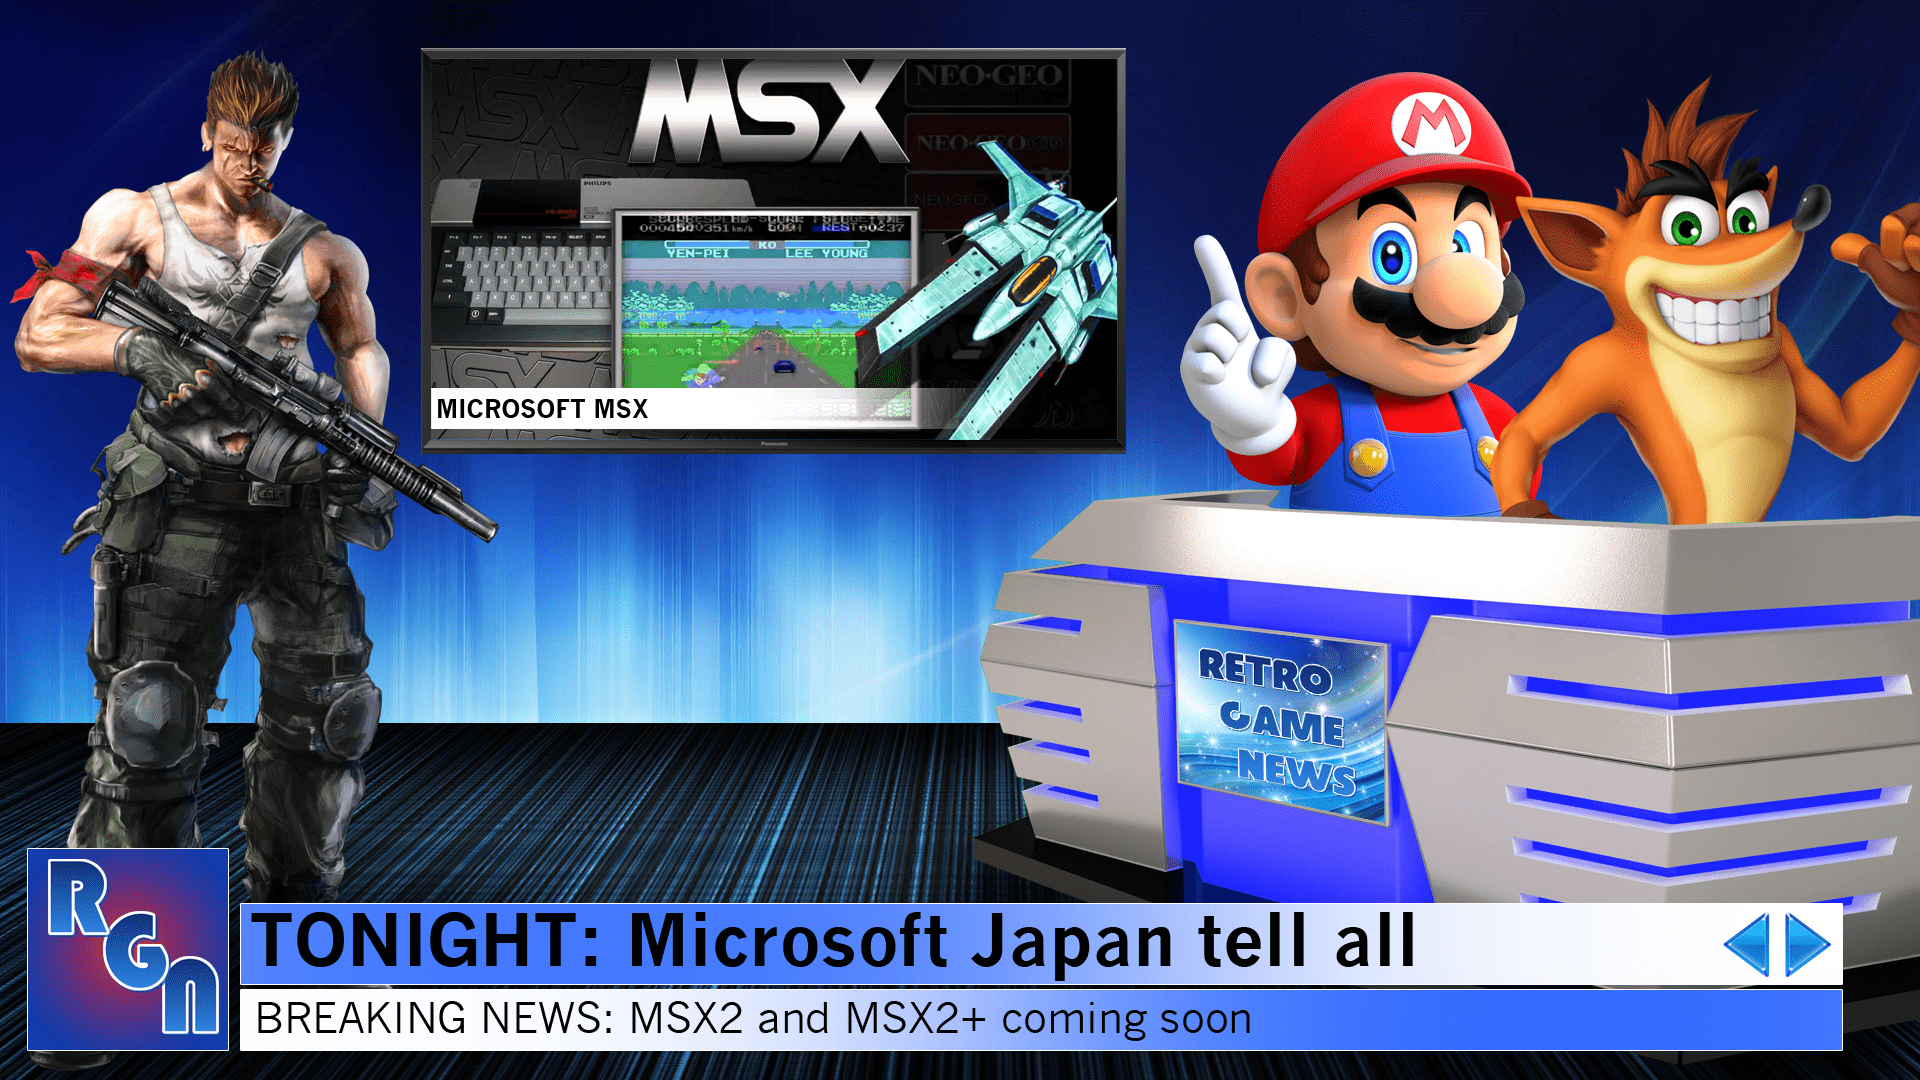 MSX
NEO·GEO
NEO·GEO CD
NEOGEO
PHILIPS
KO
YEN-PEI LEE YOUNG
MICROSOFT MSX
Panasonic
M
RETRO
GAME
NEWS
RGN
TONIGHT: Microsoft Japan tell all
BREAKING NEWS: MSX2 and MSX2+ coming soon